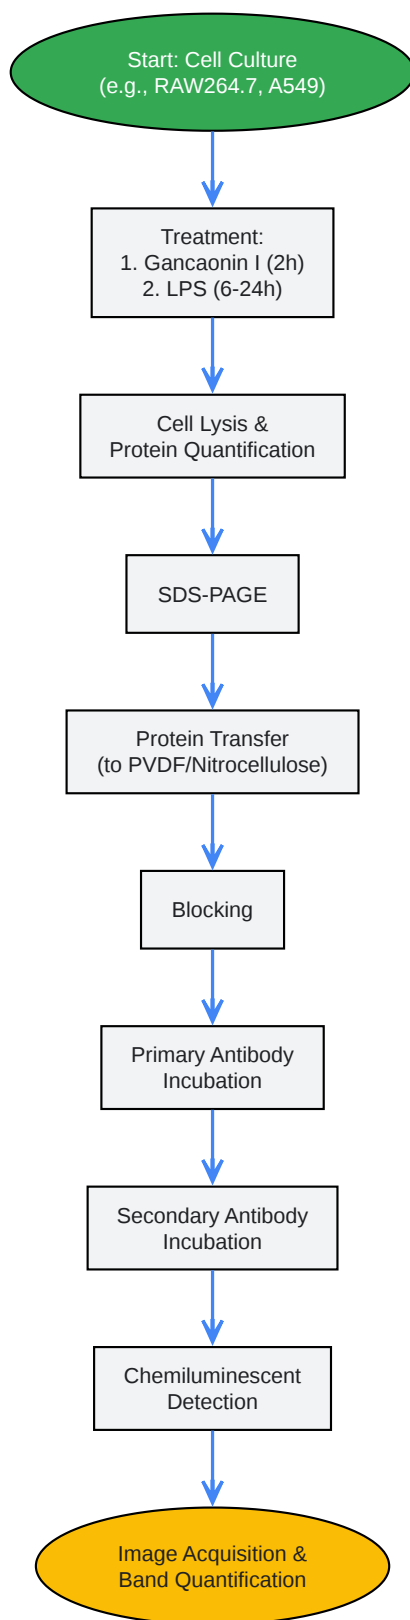 Start: Cell Culture
(e.g., RAW264.7, A549)
Treatment:
1. Gancaonin I (2h)
2. LPS (6-24h)
Cell Lysis &
Protein Quantification
SDS-PAGE
Protein Transfer
(to PVDF/Nitrocellulose)
Blocking
Primary Antibody
Incubation
Secondary Antibody
Incubation
Chemiluminescent
Detection
Image Acquisition &
Band Quantification